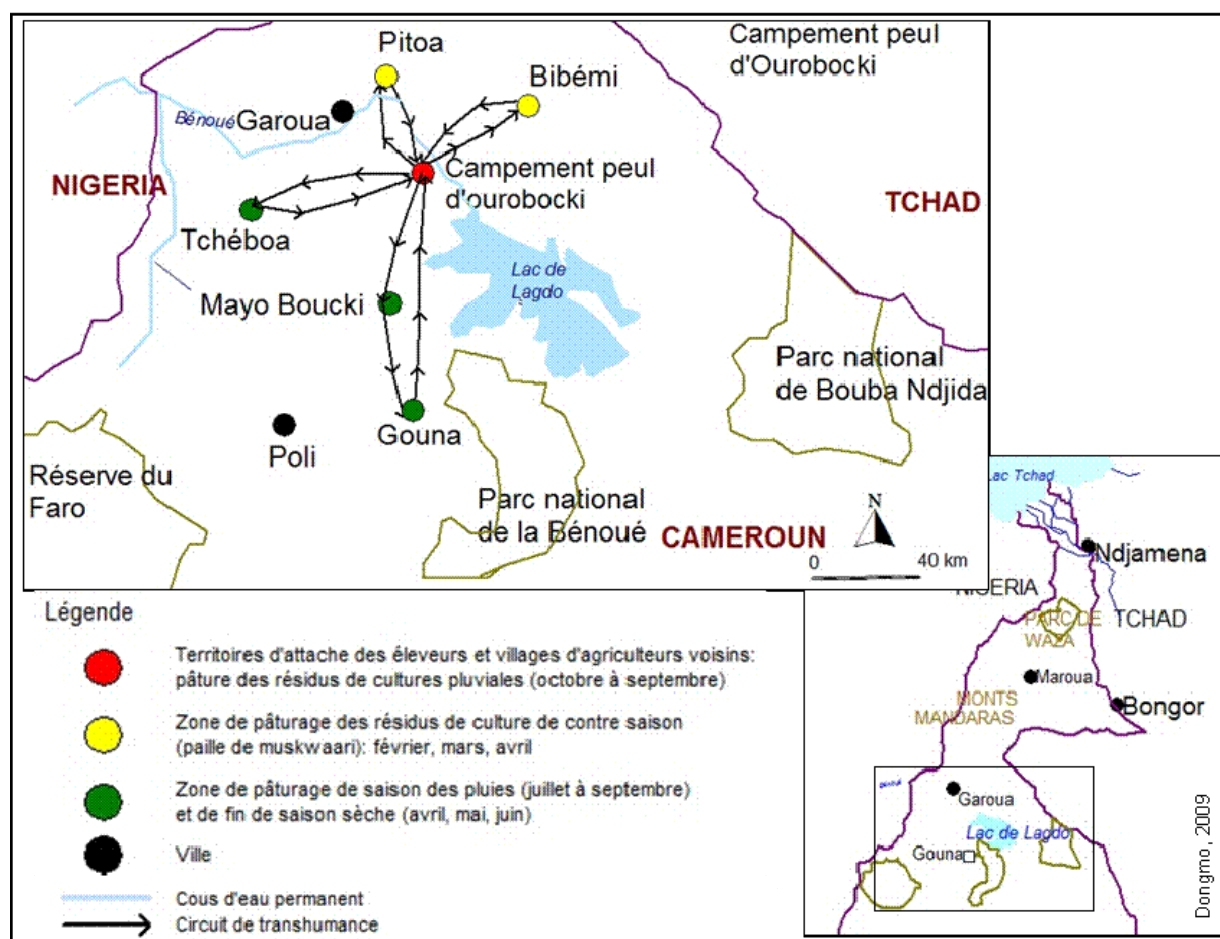 Pitoa
Campement peul
d'Ourobocki
Bibémi
Bénoué
Garoua
NIGERIA
Campement peul
d'ourobocki
TCHAD
Tchéboa
Lac de
Lagdo
Mayo Boucki
Parc national
de Bouba Ndjida
Gouna
Poli
Réserve du
Faro
Parc national
de la Bénoué
CAMEROUN
N
0 40 km
Légende
Territoires d'attache des éleveurs et villages d'agriculteurs voisins:
pâture des résidus de cultures pluviales (octobre à septembre)
Zone de pâturage des résidus de culture de contre saison
(paille de muskwaari): février, mars, avril
Zone de pâturage de saison des pluies (juillet à septembre)
et de fin de saison sèche (avril, mai, juin)
Ville
Cous d'eau permanent
Circuit de transhumance
Lac Tchad
Ndjamena
NIGERIA
TCHAD
PARC DE
WAZA
Maroua
MONTS
MANDARAS
Bongor
Garoua
Lac de Lagdo
Gouna
Dongmo, 2009